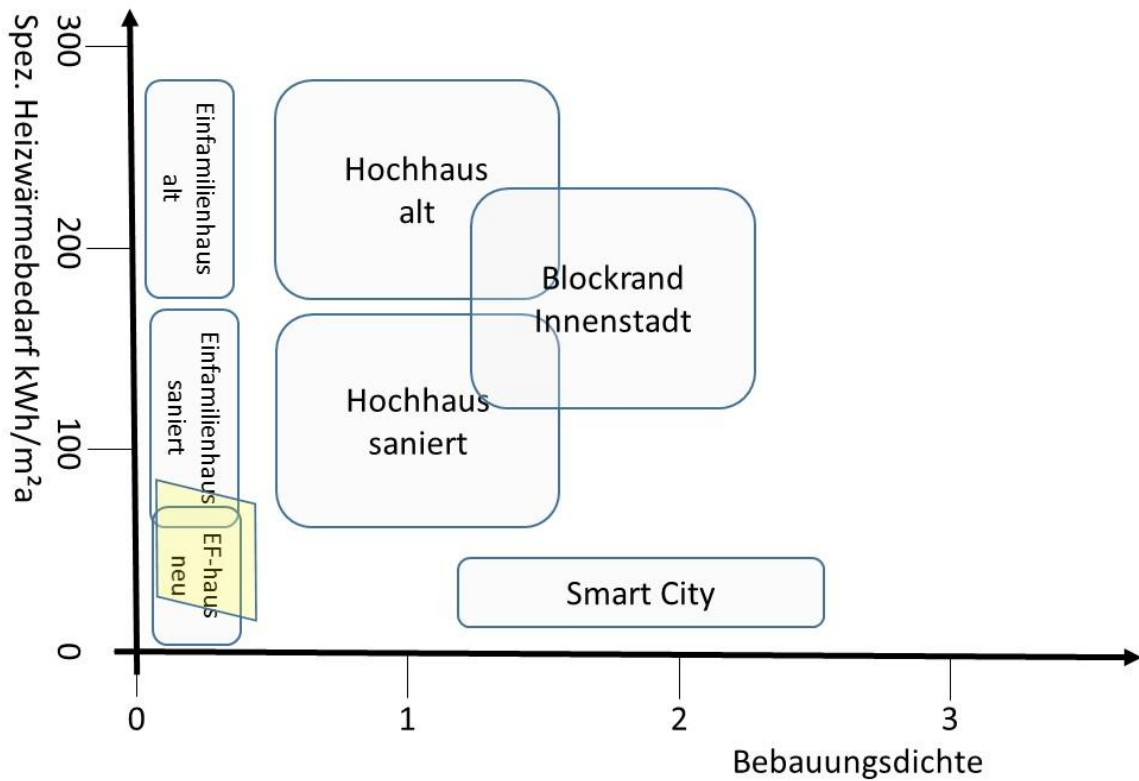 Spez. Heizwärmebedarf kWh/m²a
300
200
100
0
Einfamilienhaus
alt
Hochhaus
alt
Blockrand
Innenstadt
Einfamilienhaus
saniert
Hochhaus
saniert
EF-haus
neu
Smart City
0
1
2
3
Bebauungsdichte